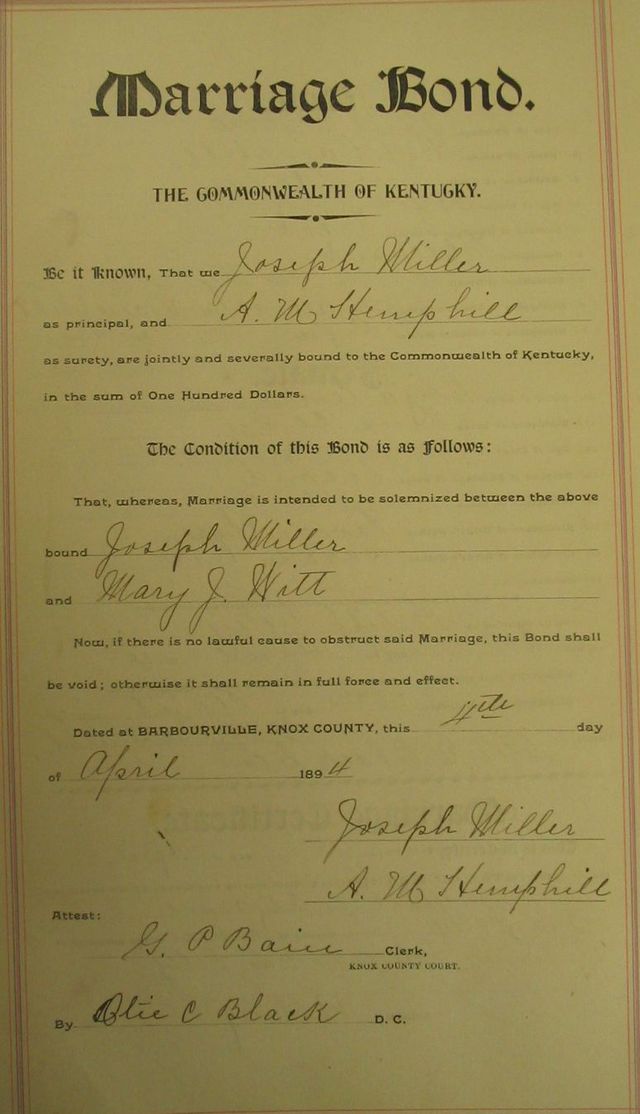 Marriage Bond.
THE COMMONWEALTH OF KENTUCKY.
Be it Known, That we Joseph Miller
as principal, and A. M Hemphill
as surety, are jointly and severally bound to the Commonwealth of Kentucky,
in the sum of One Hundred Dollars.
The Condition of this Bond is as Follows:
That, whereas, Marriage is intended to be solemnized between the above
bound Joseph Miller
and Mary J. Witt
Now, if there is no lawful cause to obstruct said Marriage, this Bond shall
be void; otherwise it shall remain in full force and effect.
Dated at BARBOURVILLE, KNOX COUNTY, this 4th day
of April 1894
Joseph Miller
A. M Hemphill
Attest:
G. P Bain Clerk,
KNOX COUNTY COURT.
By C Black D. C.